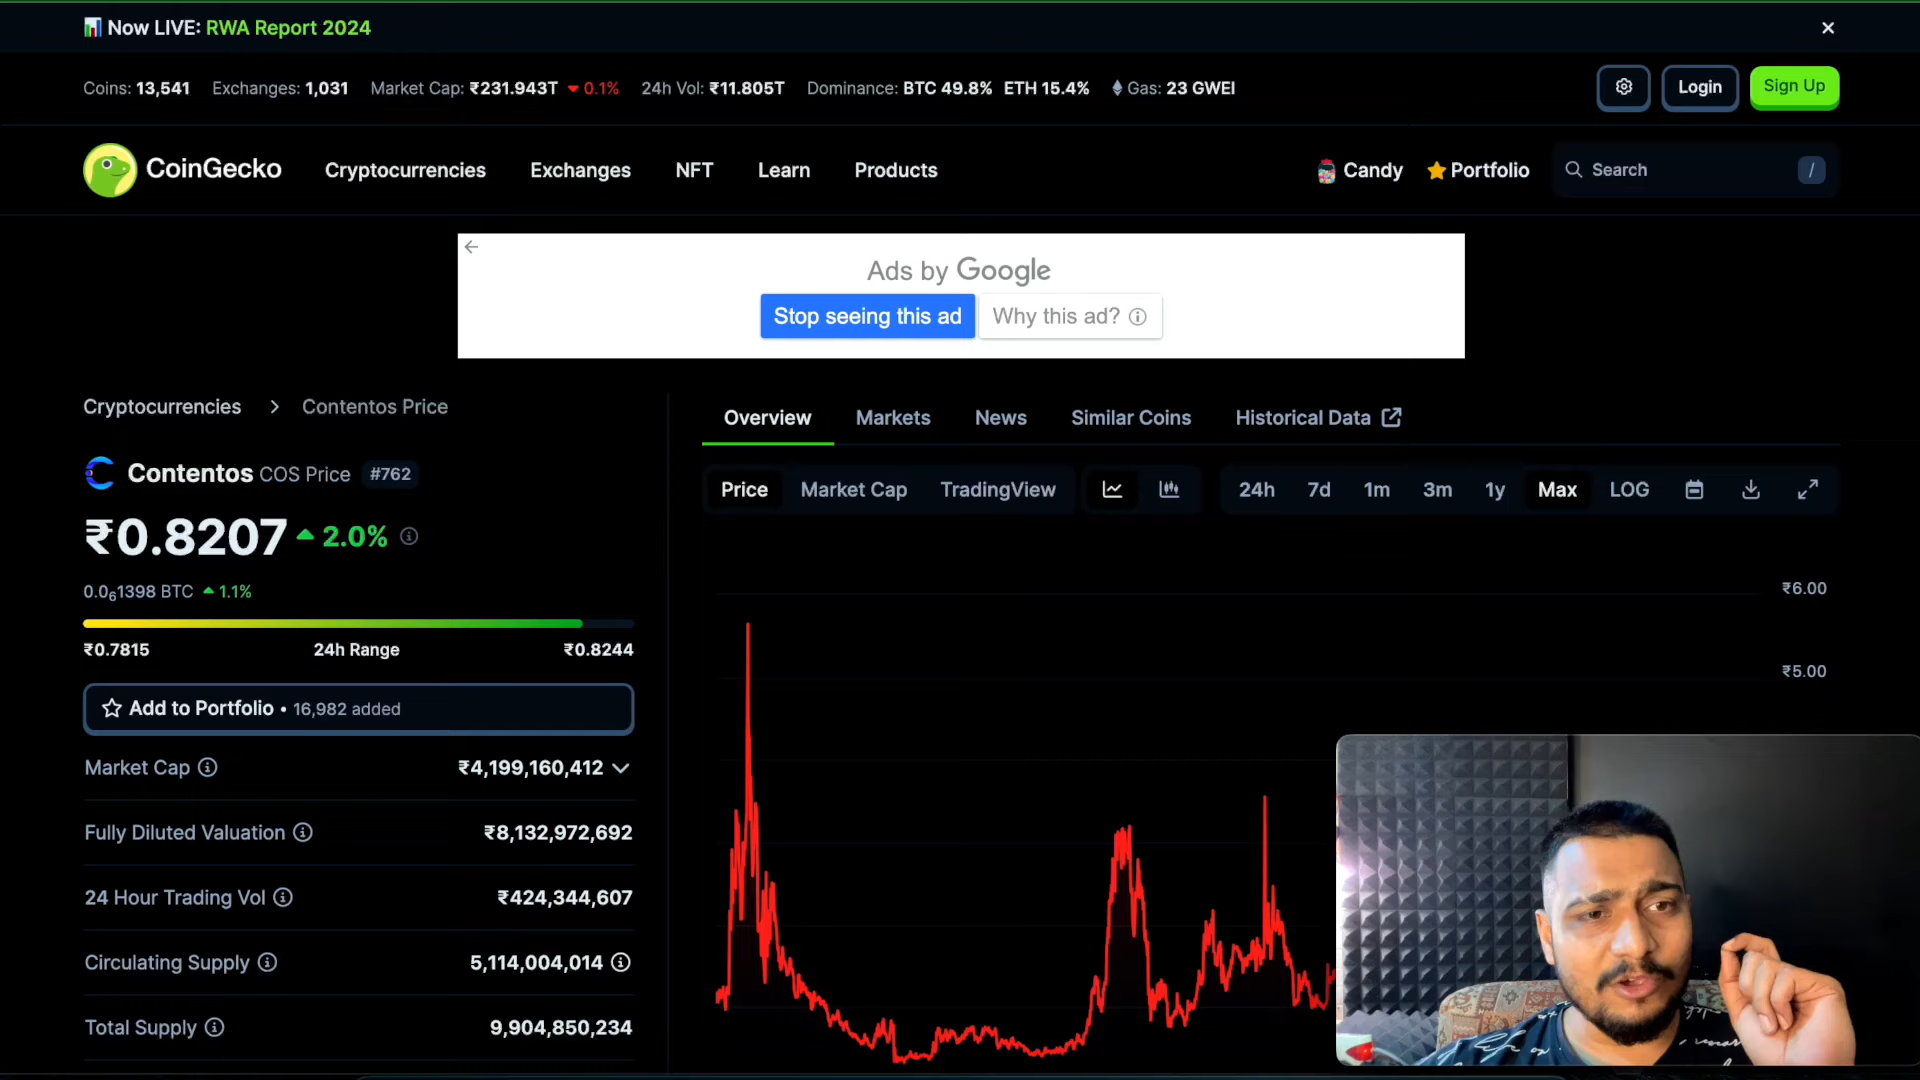 Now LIVE: RWA Report 2024
Coins: 13,541 Exchanges: 1,031 Market Cap: ₹231.943T 0.1% 24h Vol: ₹11.805T Dominance: BTC 49.8% ETH 15.4% Gas: 23 GWEI
Login
Sign Up
CoinGecko
Cryptocurrencies Exchanges NFT Learn Products
Candy Portfolio
Search /
Ads by Google
Stop seeing this ad
Why this ad?
Cryptocurrencies > Contentos Price
Contentos COS Price #762
₹0.8207 2.0%
0.0₆1398 BTC 1.1%
₹0.7815 24h Range ₹0.8244
Add to Portfolio • 16,982 added
Market Cap ₹4,199,160,412
Fully Diluted Valuation ₹8,132,972,692
24 Hour Trading Vol ₹424,344,607
Circulating Supply 5,114,004,014
Total Supply 9,904,850,234
Overview Markets News Similar Coins Historical Data
Price Market Cap TradingView 24h 7d 1m 3m 1y Max LOG
₹6.00
₹5.00